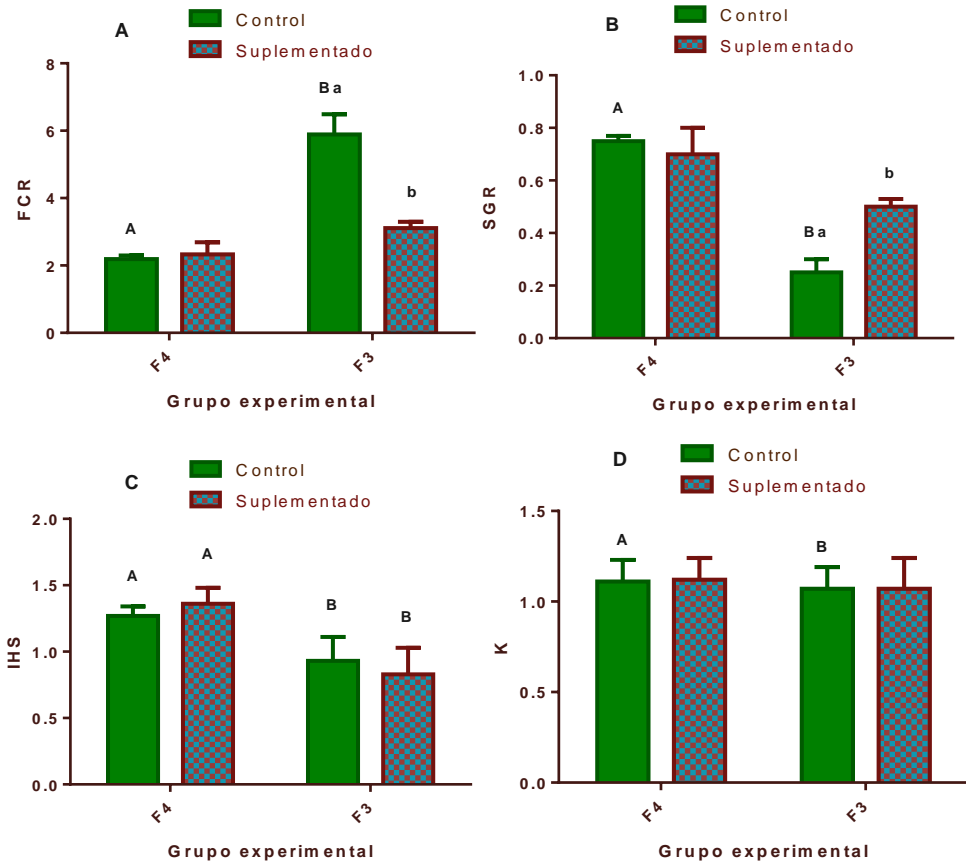 A
Control
Suplementado
8
6
4
2
0
FCR
A
Ba
b
F4
F3
Grupo experimental
B
Control
Suplementado
1.0
0.8
0.6
0.4
0.2
0.0
SGR
A
Ba
b
F4
F3
Grupo experimental
C
Control
Suplementado
2.0
1.5
1.0
0.5
0.0
IHS
A
A
B
B
F4
F3
Grupo experimental
D
Control
Suplementado
1.5
1.0
0.5
0.0
K
A
B
F4
F3
Grupo experimental